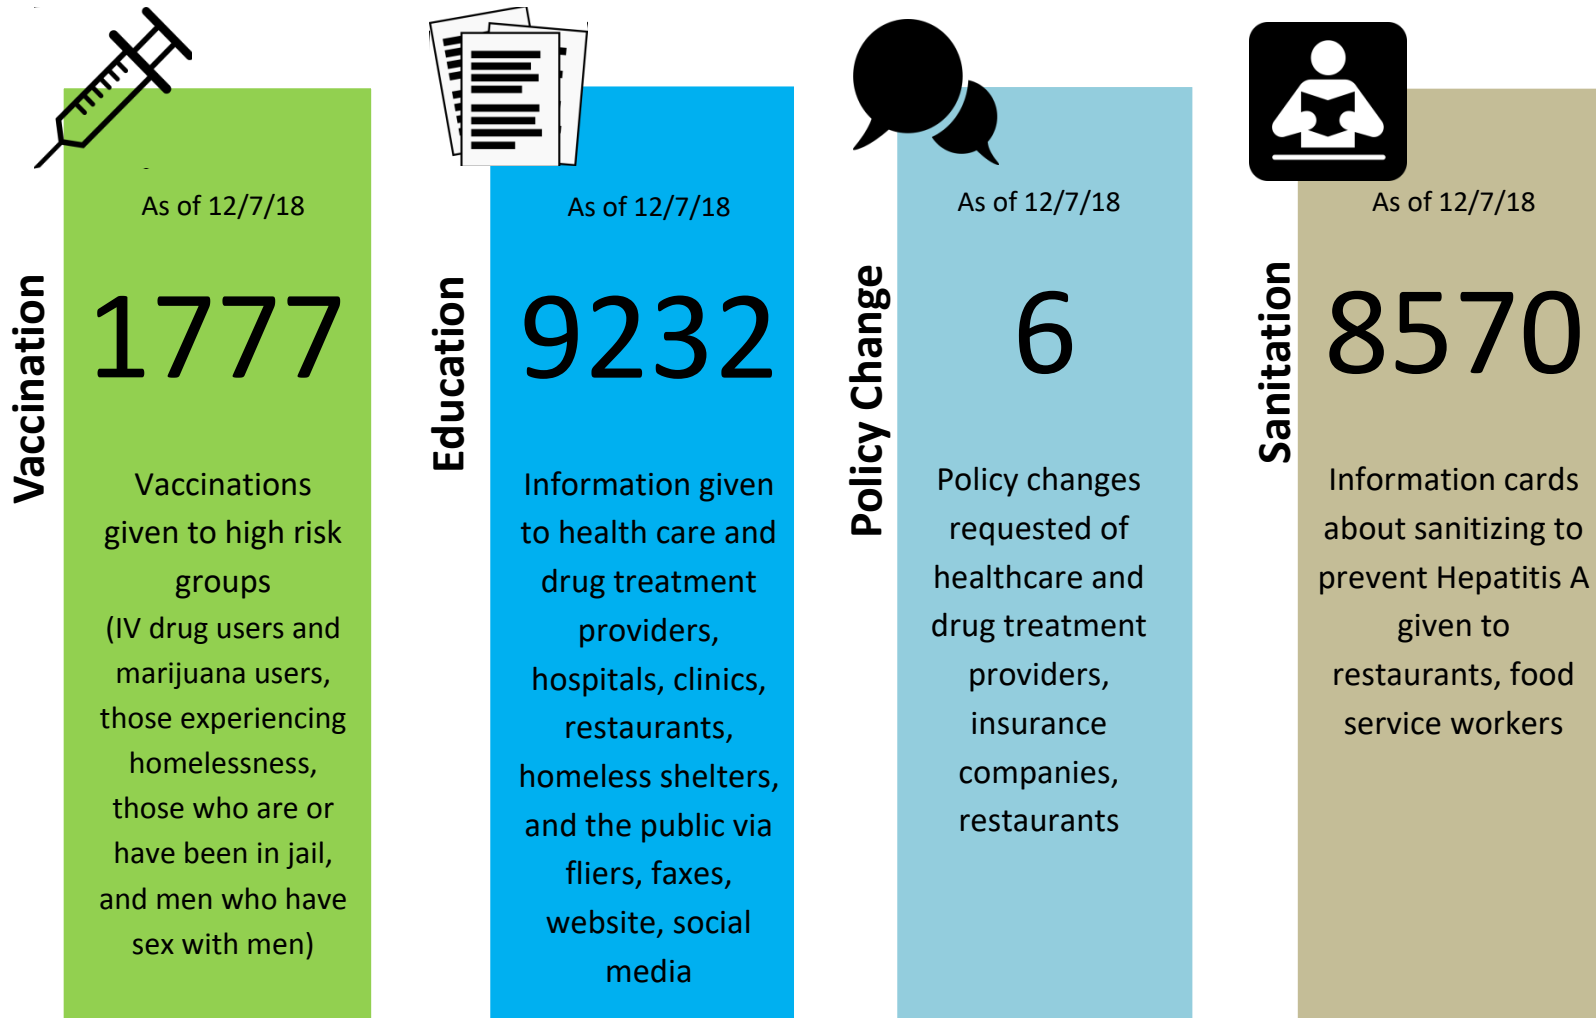 Vaccination
As of 12/7/18
1777
Vaccinations
given to high risk
groups
(IV drug users and
marijuana users,
those experiencing
homelessness,
those who are or
have been in jail,
and men who have
sex with men)
Education
As of 12/7/18
9232
Information given
to health care and
drug treatment
providers,
hospitals, clinics,
restaurants,
homeless shelters,
and the public via
fliers, faxes,
website, social
media
Policy Change
As of 12/7/18
6
Policy changes
requested of
healthcare and
drug treatment
providers,
insurance
companies,
restaurants
Sanitation
As of 12/7/18
8570
Information cards
about sanitizing to
prevent Hepatitis A
given to
restaurants, food
service workers